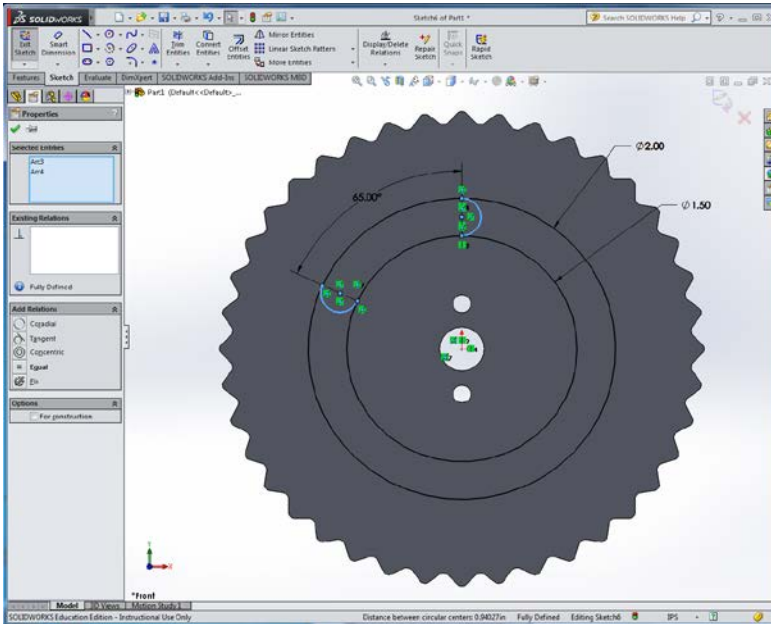 SOLIDWORKS
Sketch6 of Part1 *
Search SOLIDWORKS Help
Exit Sketch
Smart Dimension
Trim Entities
Convert Entities
Offset Entities
Mirror Entities
Linear Sketch Pattern
Move Entities
Display/Delete Relations
Repair Sketch
Quick Snaps
Rapid Sketch
Features Sketch Evaluate DimXpert SOLIDWORKS Add-Ins SOLIDWORKS MBD
Part1 (Default<<Default>_...
Properties
Selected Entities
Arc3
Arc4
Existing Relations
Fully Defined
Add Relations
Coradial
Tangent
Concentric
Equal
Fix
Options
For construction
Ø2.00
Ø1.50
65.00°
Y
X
*Front
Model 3D Views Motion Study 1
SOLIDWORKS Education Edition - Instructional Use Only
Distance between circular centers: 0.94027in Fully Defined Editing Sketch6 IPS